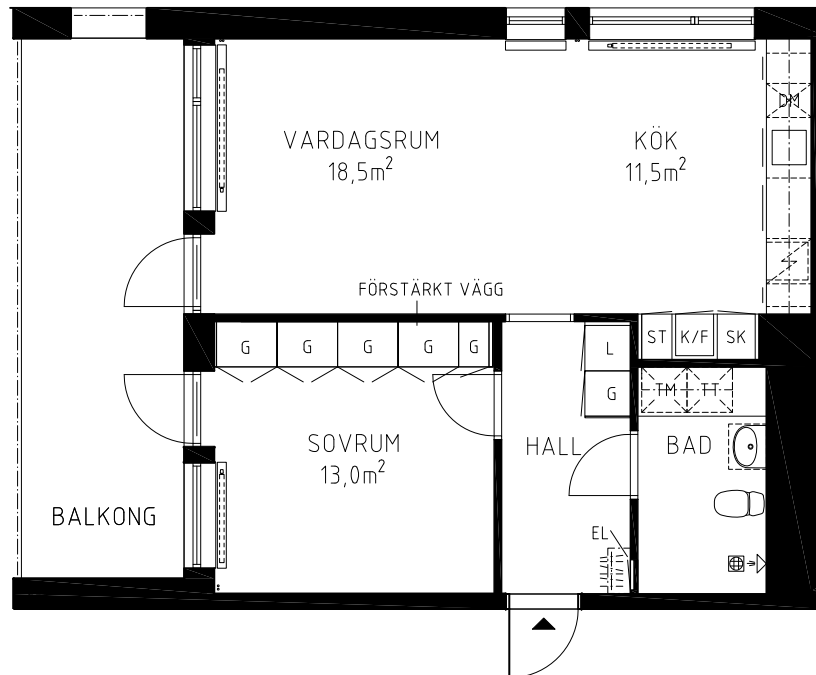 DM
VARDAGSRUM
18,5m²
KÖK
11,5m²
FÖRSTÄRKT VÄGG
G
G
G
G
G
L
G
ST
K/F
SK
TM
TT
SOVRUM
13,0m²
HALL
BAD
BALKONG
EL